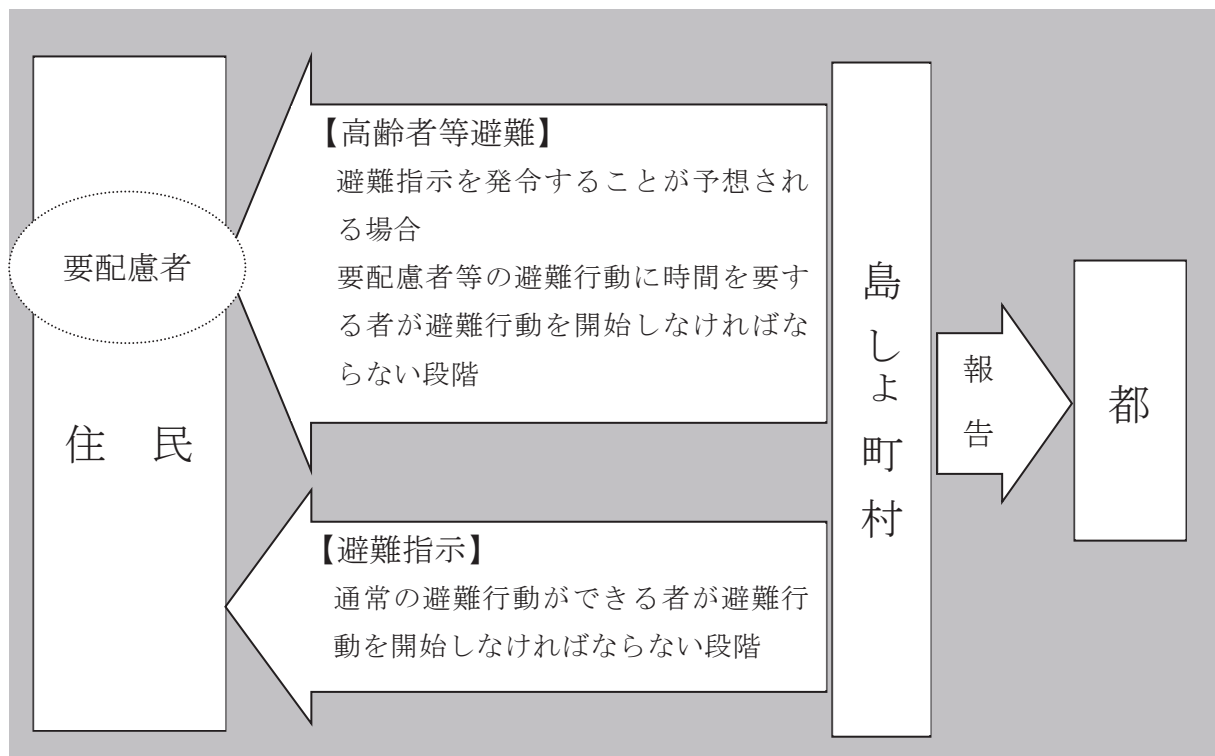 【高齢者等避難】
避難指示を発令することが予想され
る場合
要配慮者等の避難行動に時間を要す
る者が避難行動を開始しなければな
らない段階
要配慮者
住　民
【避難指示】
通常の避難行動ができる者が避難行
動を開始しなければならない段階
島しょ町村
報告
都